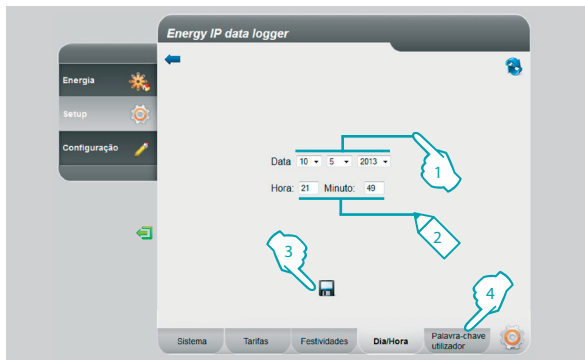 Energy IP data logger
Energia
Setup
Configuração
Data 10 5 2013
1
Hora: 21 Minuto: 49
2
3
4
Sistema Tarifas Festividades Dia/Hora Palavra-chave
utilizador